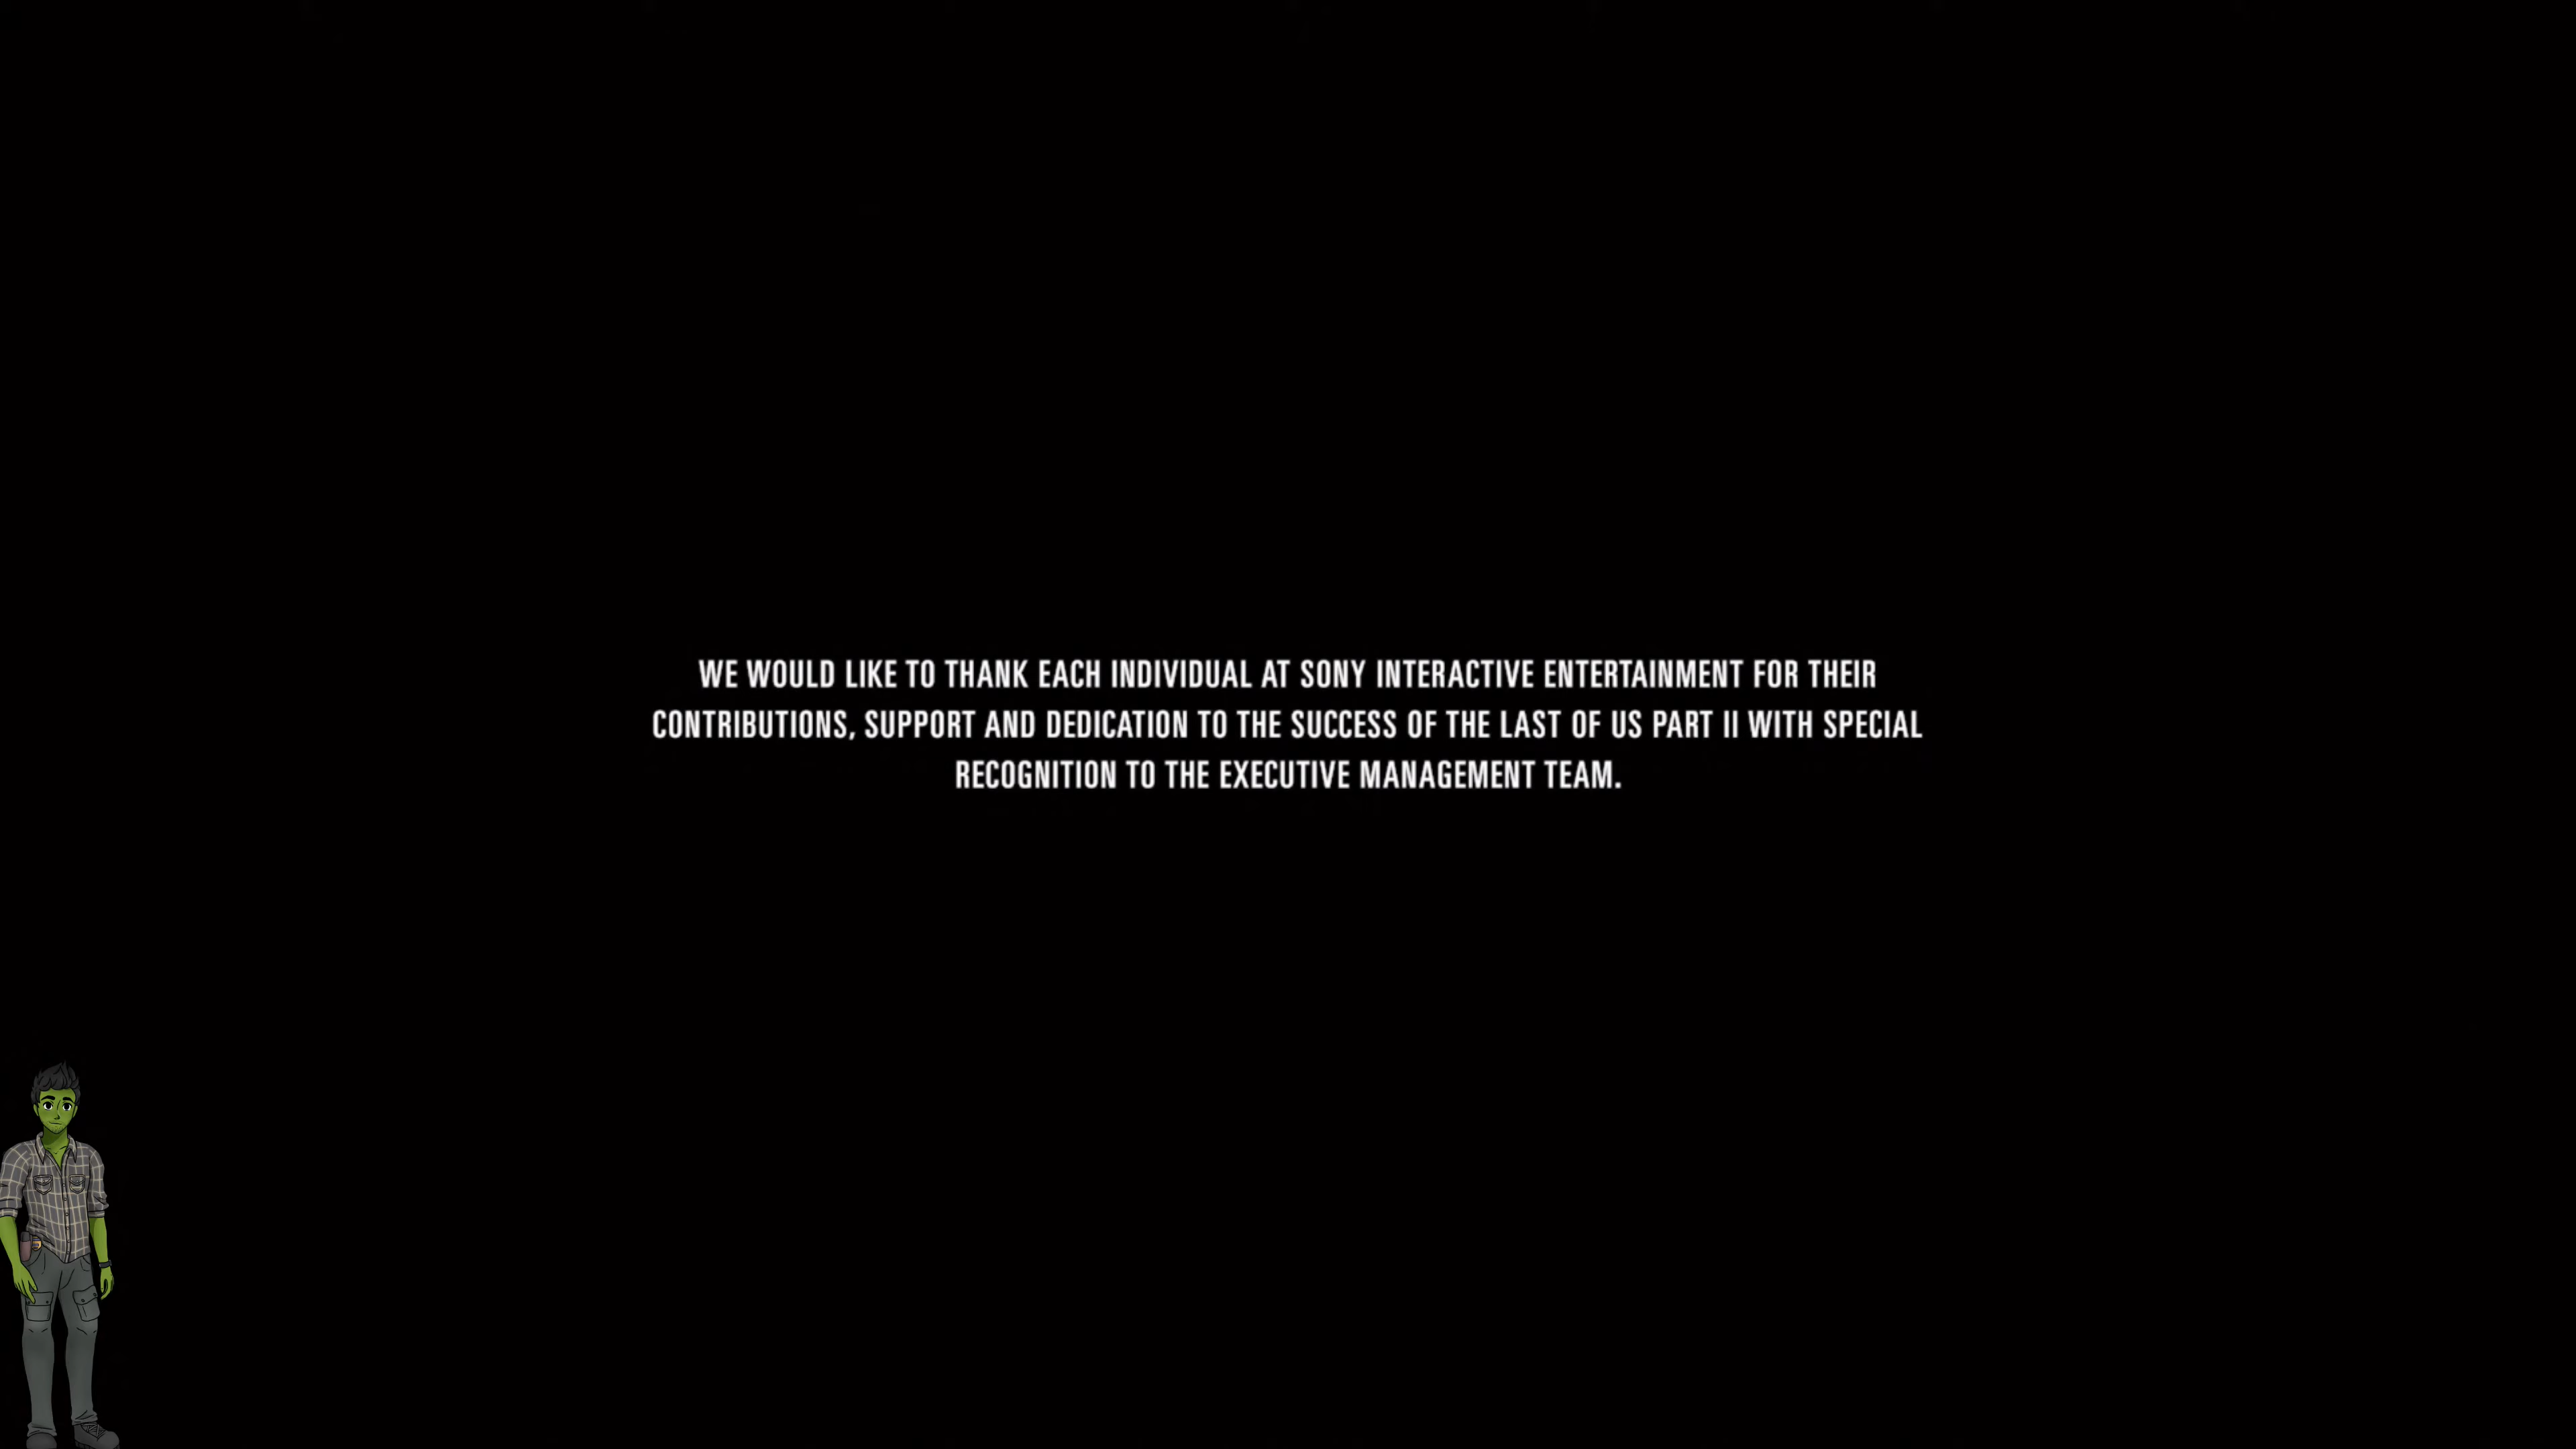 WE WOULD LIKE TO THANK EACH INDIVIDUAL AT SONY INTERACTIVE ENTERTAINMENT FOR THEIR
CONTRIBUTIONS, SUPPORT AND DEDICATION TO THE SUCCESS OF THE LAST OF US PART II WITH SPECIAL
RECOGNITION TO THE EXECUTIVE MANAGEMENT TEAM.